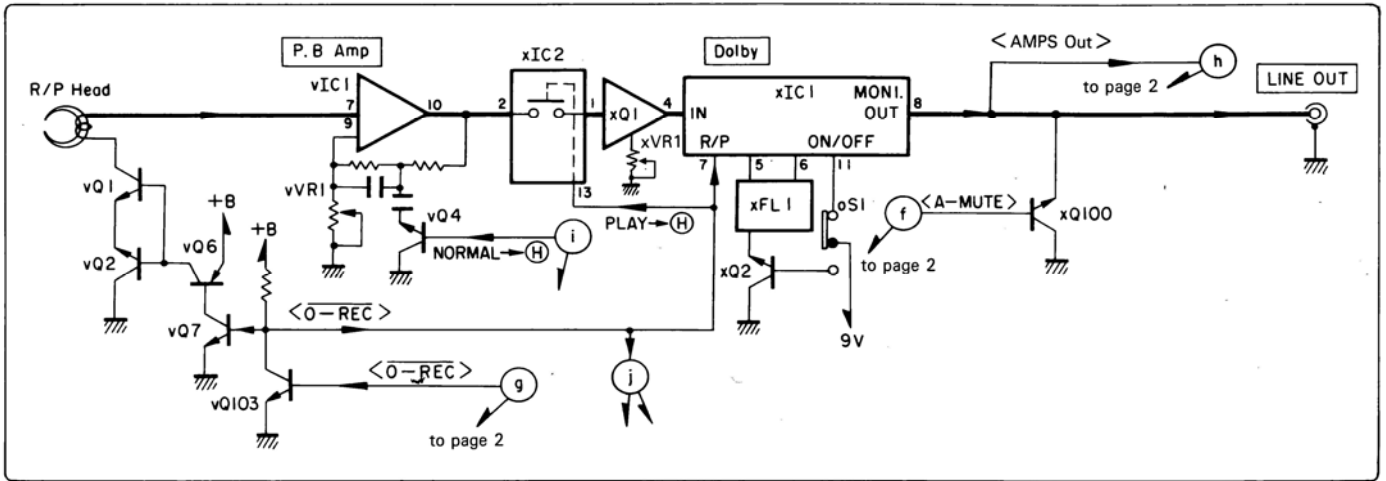 P.B Amp
xIC2
Dolby
<AMPS Out>
h
to page 2
LINE OUT
R/P Head
vIC1
7
9
10
2
1
13
xQ1
xVR1
4
IN
xIC1
MONI.
OUT
8
R/P
ON/OFF
7
5
6
11
xFL1
oS1
xQ2
9V
f
<A-MUTE>
to page 2
xQ100
vQ1
vQ2
+B
vQ6
vQ7
+B
vVR1
vQ4
NORMAL→H
i
PLAY→H
<O-REC>
j
vQ103
<O-REC>
g
to page 2